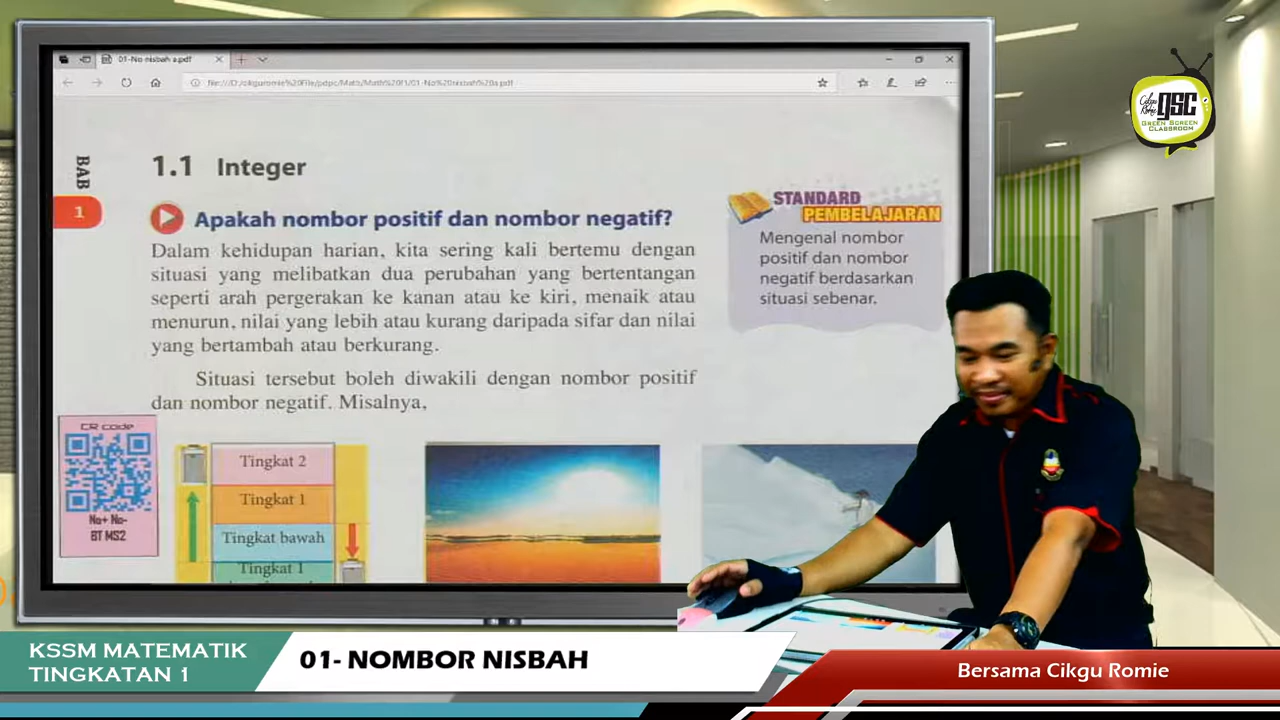 01-No nisbah a.pdf
BAB
1
1.1 Integer
Apakah nombor positif dan nombor negatif?
Dalam kehidupan harian, kita sering kali bertemu dengan
situasi yang melibatkan dua perubahan yang bertentangan
seperti arah pergerakan ke kanan atau ke kiri, menaik atau
menurun, nilai yang lebih atau kurang daripada sifar dan nilai
yang bertambah atau berkurang.
Situasi tersebut boleh diwakili dengan nombor positif
dan nombor negatif. Misalnya,
STANDARD
PEMBELAJARAN
Mengenal nombor
positif dan nombor
negatif berdasarkan
situasi sebenar.
QR code
No+ No-
BT MS2
Tingkat 2
Tingkat 1
Tingkat bawah
Tingkat 1
Cikgu Romie GSC
GREEN SCREEN
CLASSROOM
KSSM MATEMATIK
TINGKATAN 1
01- NOMBOR NISBAH
Bersama Cikgu Romie